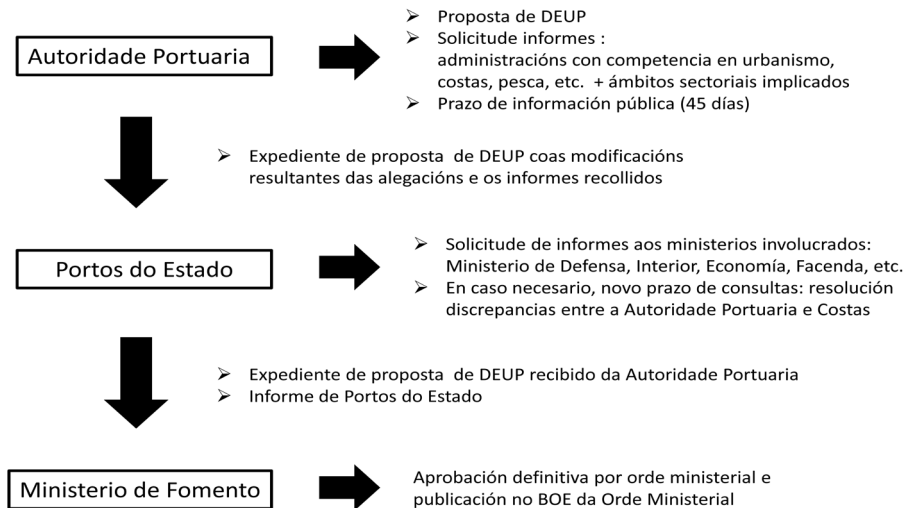 Autoridade Portuaria
➢ Proposta de DEUP
➢ Solicitude informes :
administracións con competencia en urbanismo,
costas, pesca, etc. + ámbitos sectoriais implicados
➢ Prazo de información pública (45 días)
➢ Expediente de proposta de DEUP coas modificacións
resultantes das alegacións e os informes recollidos
Portos do Estado
➢ Solicitude de informes aos ministerios involucrados:
Ministerio de Defensa, Interior, Economía, Facenda, etc.
➢ En caso necesario, novo prazo de consultas: resolución
discrepancias entre a Autoridade Portuaria e Costas
➢ Expediente de proposta de DEUP recibido da Autoridade Portuaria
➢ Informe de Portos do Estado
Ministerio de Fomento
Aprobación definitiva por orde ministerial e
publicación no BOE da Orde Ministerial